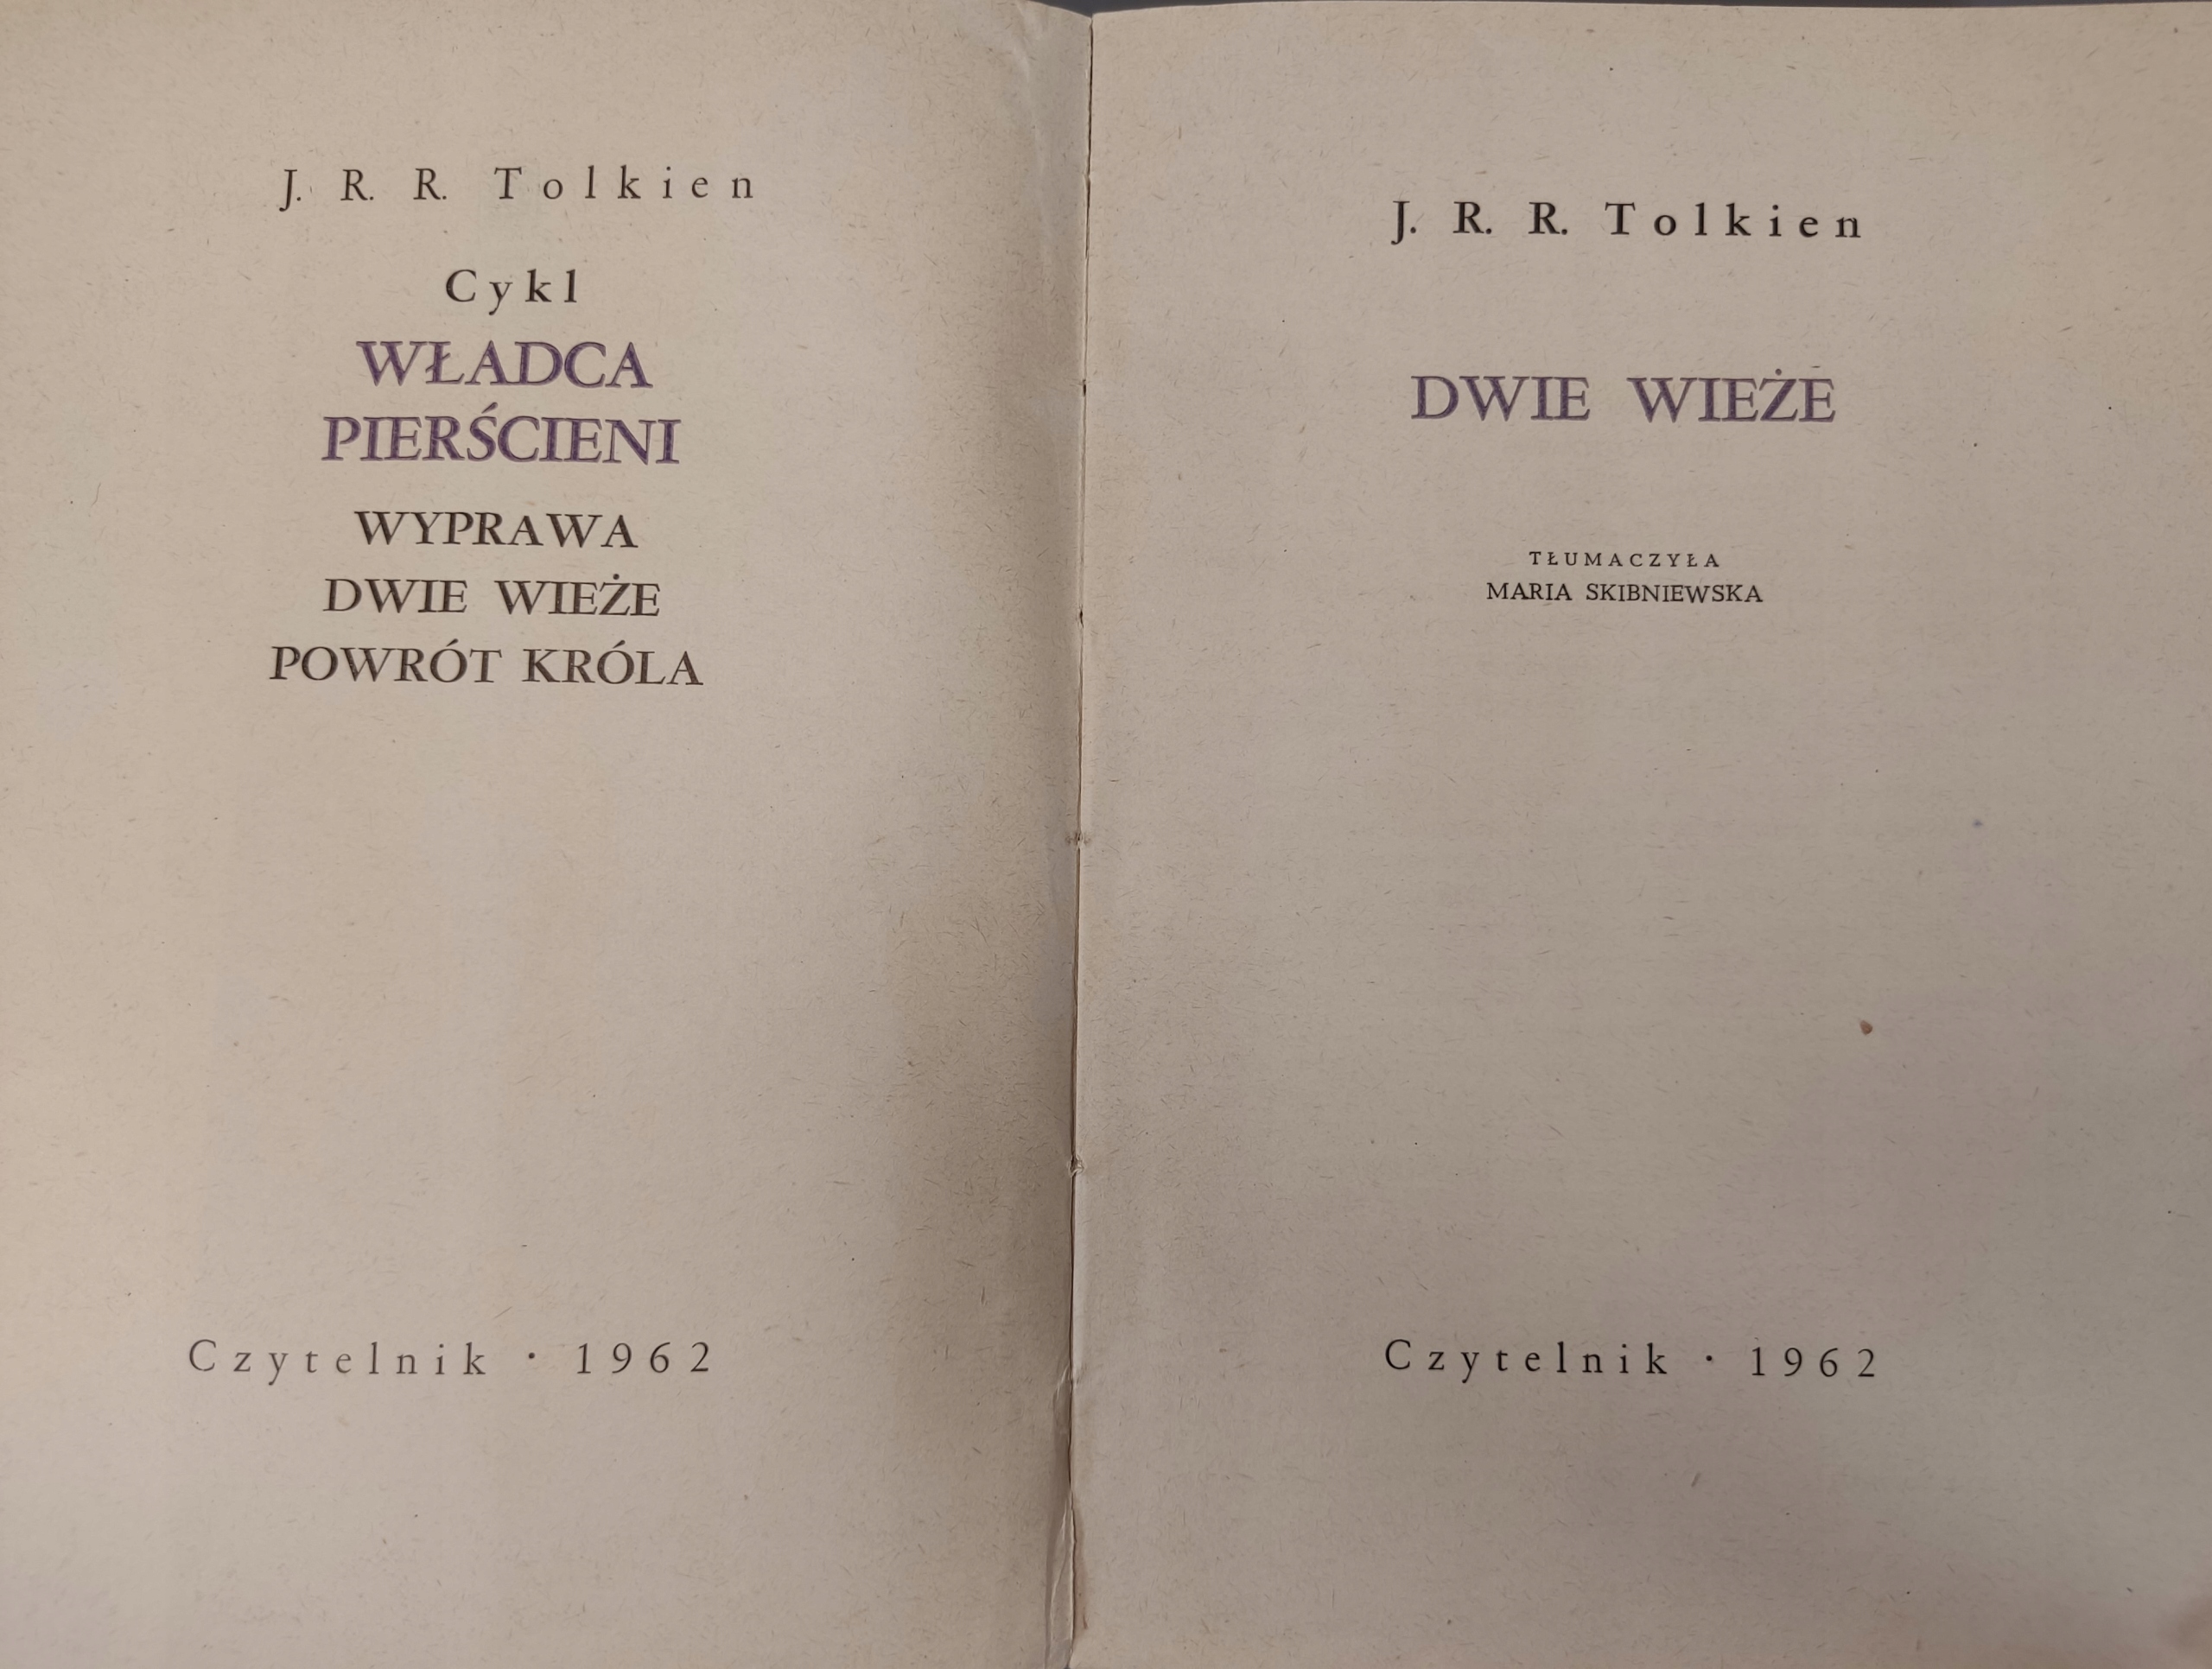 J. R. R. Tolkien
Cykl
WŁADCA
PIERŚCIENI
WYPRAWA
DWIE WIEŻE
POWRÓT KRÓLA
Czytelnik · 1962
J. R. R. Tolkien
DWIE WIEŻE
TŁUMACZYŁA
MARIA SKIBNIEWSKA
Czytelnik · 1962